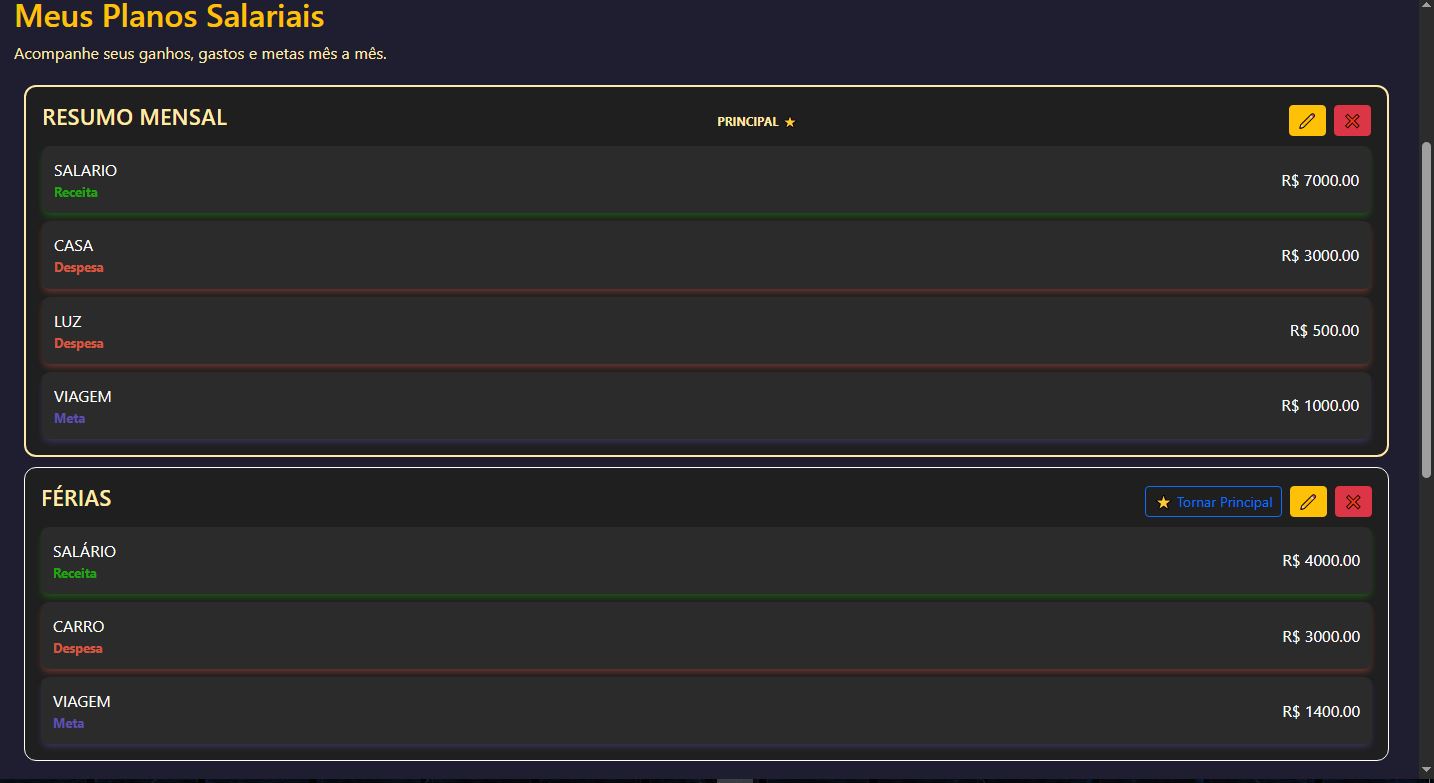 Meus Planos Salariais
Acompanhe seus ganhos, gastos e metas mês a mês.
RESUMO MENSAL
PRINCIPAL
SALARIO
Receita
R$ 7000.00
CASA
Despesa
R$ 3000.00
LUZ
Despesa
R$ 500.00
VIAGEM
Meta
R$ 1000.00
FÉRIAS
Tornar Principal
SALÁRIO
Receita
R$ 4000.00
CARRO
Despesa
R$ 3000.00
VIAGEM
Meta
R$ 1400.00